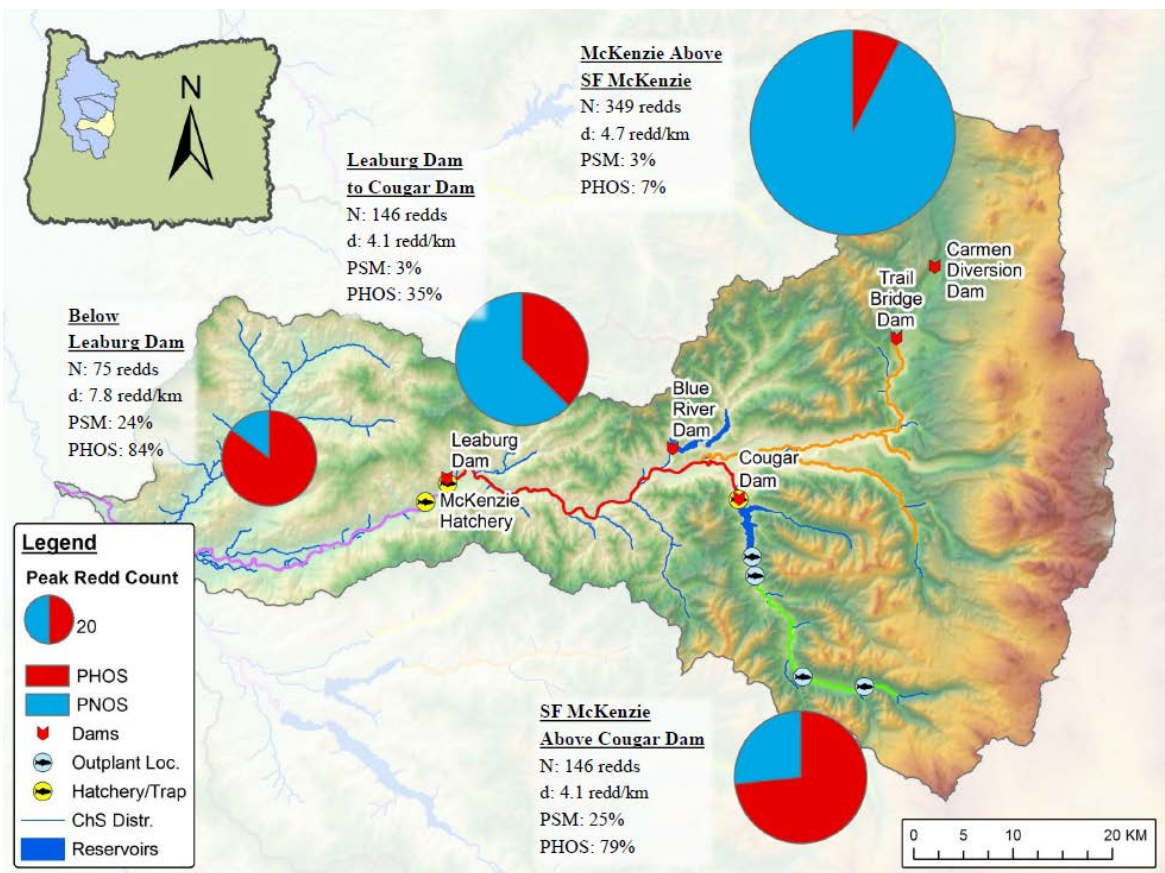 N
McKenzie Above
SF McKenzie
N: 349 redds
d: 4.7 redd/km
PSM: 3%
PHOS: 7%
Leaburg Dam
to Cougar Dam
N: 146 redds
d: 4.1 redd/km
PSM: 3%
PHOS: 35%
Below
Leaburg Dam
N: 75 redds
d: 7.8 redd/km
PSM: 24%
PHOS: 84%
Carmen
Diversion
Dam
Trail
Bridge
Dam
Blue
River
Dam
Leaburg
Dam
Cougar
Dam
McKenzie
Hatchery
Legend
Peak Redd Count
20
PHOS
PNOS
Dams
Outplant Loc.
Hatchery/Trap
ChS Distr.
Reservoirs
SF McKenzie
Above Cougar Dam
N: 146 redds
d: 4.1 redd/km
PSM: 25%
PHOS: 79%
0 5 10 20 KM